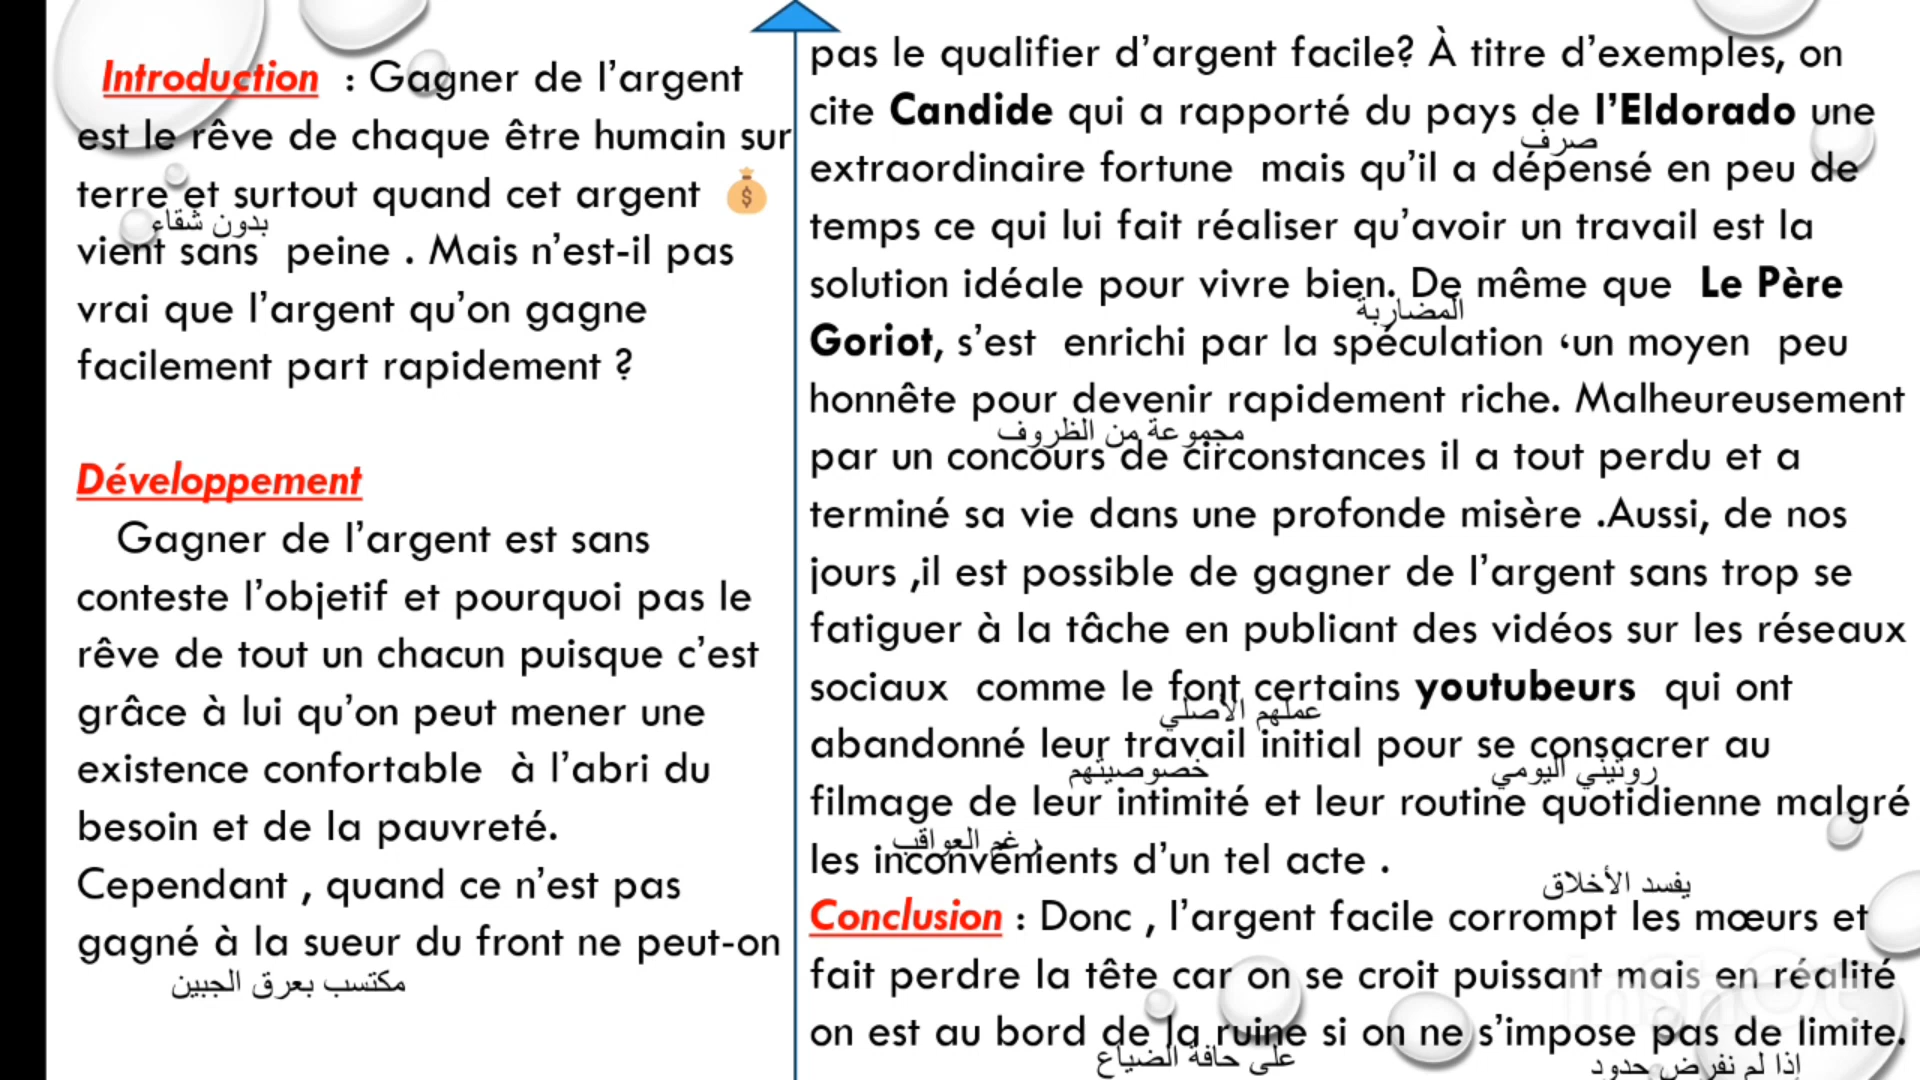 Introduction : Gagner de l’argent
est le rêve de chaque être humain sur
terre et surtout quand cet argent
بدون شقاء
vient sans peine . Mais n’est-il pas
vrai que l’argent qu’on gagne
facilement part rapidement ?
Développement
Gagner de l’argent est sans
conteste l’objetif et pourquoi pas le
rêve de tout un chacun puisque c’est
grâce à lui qu’on peut mener une
existence confortable à l’abri du
besoin et de la pauvreté.
Cependant , quand ce n’est pas
gagné à la sueur du front ne peut-on
مكتسب بعرق الجبين
pas le qualifier d’argent facile? À titre d’exemples, on
cite Candide qui a rapporté du pays de l’Eldorado une
صرف
extraordinaire fortune mais qu’il a dépensé en peu de
temps ce qui lui fait réaliser qu’avoir un travail est la
solution idéale pour vivre bien. De même que Le Père
المضاربة
Goriot, s’est enrichi par la spéculation ‘un moyen peu
honnête pour devenir rapidement riche. Malheureusement
مجموعة من الظروف
par un concours de circonstances il a tout perdu et a
terminé sa vie dans une profonde misère .Aussi, de nos
jours ,il est possible de gagner de l’argent sans trop se
fatiguer à la tâche en publiant des vidéos sur les réseaux
sociaux comme le font certains youtubeurs qui ont
عملهم الأصلي
abandonné leur travail initial pour se consacrer au
خصوصيتهم روتيني اليومي
filmage de leur intimité et leur routine quotidienne malgré
رغم العواقب
les inconvénients d’un tel acte .
يفسد الأخلاق
Conclusion : Donc , l’argent facile corrompt les mœurs et
fait perdre la tête car on se croit puissant mais en réalité
on est au bord de la ruine si on ne s’impose pas de limite.
على حافة الضياع إذا لم نفرض حدود
InShOt